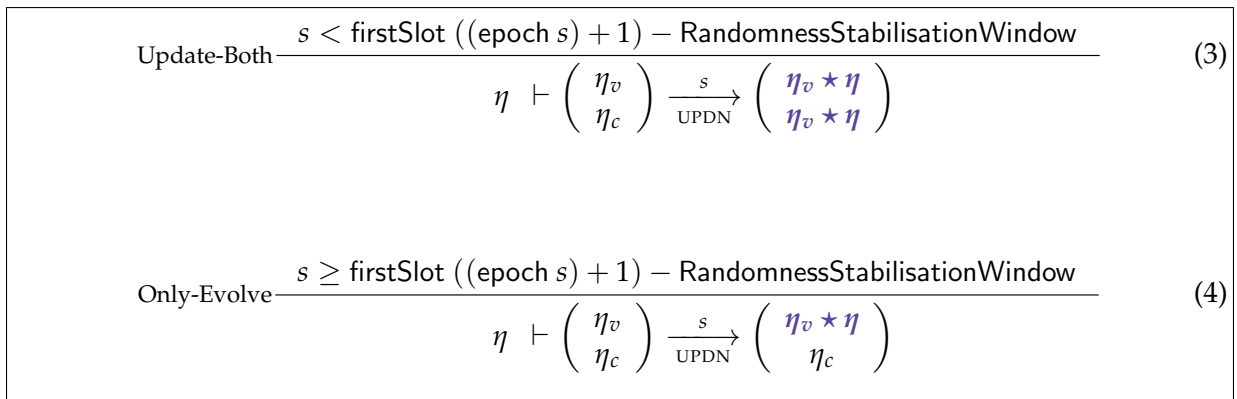 Update-Both s < firstSlot ((epoch s) + 1) − RandomnessStabilisationWindow (3)
η ⊢ ( η_v η_c ) —s→ UPDN ( η_v ⋆ η η_v ⋆ η )
Only-Evolve s ≥ firstSlot ((epoch s) + 1) − RandomnessStabilisationWindow (4)
η ⊢ ( η_v η_c ) —s→ UPDN ( η_v ⋆ η η_c )